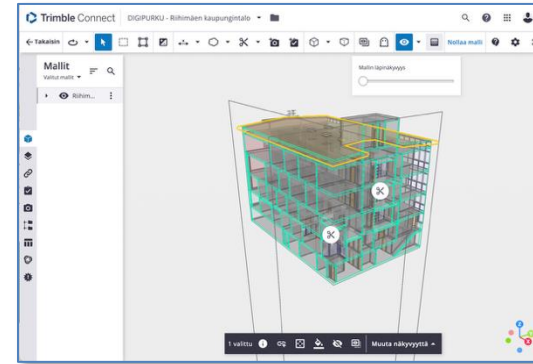 Trimble Connect DIGIPURKU - Riihimäen kaupungintalo
Takaisin Nollaa malli
Mallit
Valitut mallit
Riihim...
Mallin läpinäkyvyys
1 valittu Muuta näkyvyyttä